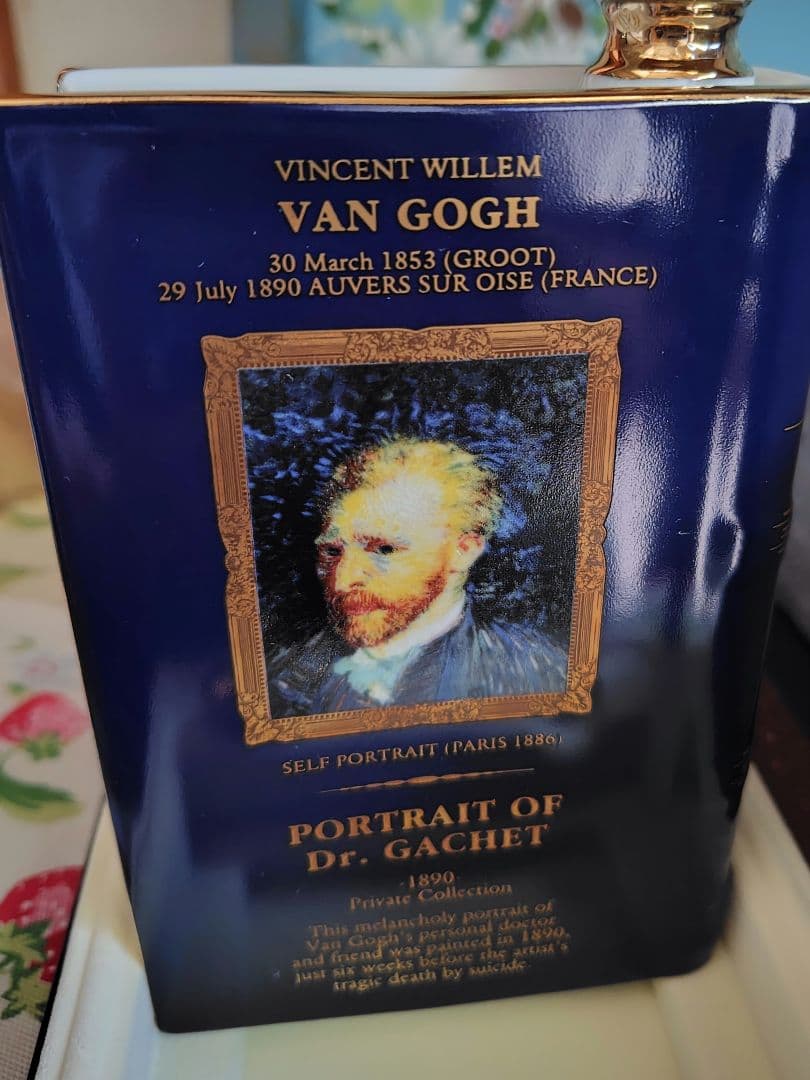 VINCENT WILLEM
VAN GOGH
30 March 1853 (GROOT)
29 July 1890 AUVERS SUR OISE (FRANCE)
SELF PORTRAIT (PARIS 1886)
PORTRAIT OF
Dr. GACHET
1890
Private Collection
This melancholy portrait of
Van Gogh's personal doctor
and friend was painted in 1890,
just six weeks before the artist's
tragic death by suicide.